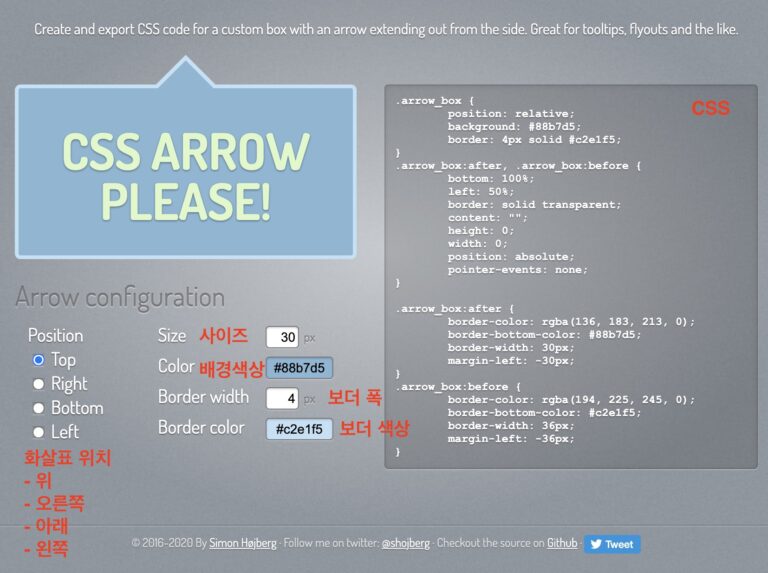 Create and export CSS code for a custom box with an arrow extending out from the side. Great for tooltips, flyouts and the like.
CSS ARROW
PLEASE!
Arrow configuration
Position
Top
Right
Bottom
Left
화살표 위치
- 위
- 오른쪽
- 아래
- 왼쪽
Size 사이즈 30 px
Color 배경색상 #88b7d5
Border width 4 px 보더 폭
Border color #c2e1f5 보더 색상
CSS
.arrow_box {
position: relative;
background: #88b7d5;
border: 4px solid #c2e1f5;
}
.arrow_box:after, .arrow_box:before {
bottom: 100%;
left: 50%;
border: solid transparent;
content: "";
height: 0;
width: 0;
position: absolute;
pointer-events: none;
}
.arrow_box:after {
border-color: rgba(136, 183, 213, 0);
border-bottom-color: #88b7d5;
border-width: 30px;
margin-left: -30px;
}
.arrow_box:before {
border-color: rgba(194, 225, 245, 0);
border-bottom-color: #c2e1f5;
border-width: 36px;
margin-left: -36px;
}
© 2016-2020 By Simon Højberg · Follow me on twitter: @shojberg · Checkout the source on Github · Tweet